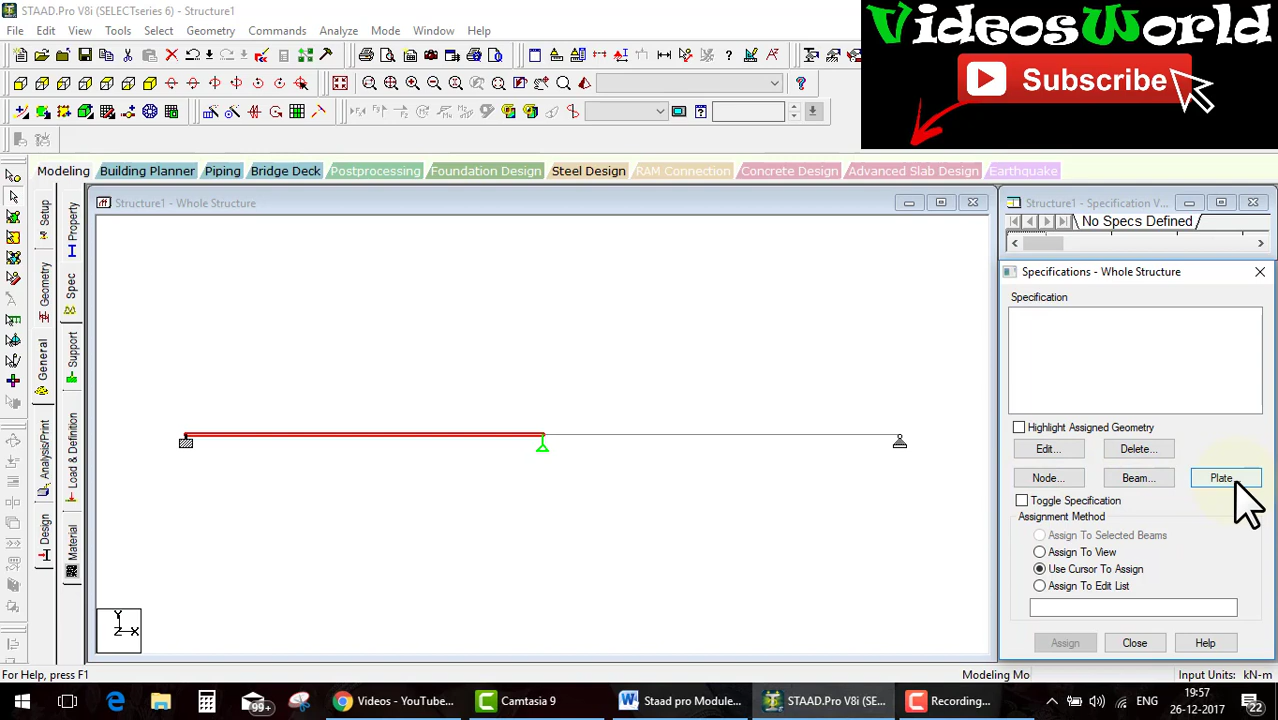 STAAD.Pro V8i (SELECTseries 6) - Structure1
VideosWorld
Subscribe
File Edit View Tools Select Geometry Commands Analyze Mode Window Help
Modeling Building Planner Piping Bridge Deck Postprocessing Foundation Design Steel Design RAM Connection Concrete Design Advanced Slab Design Earthquake
Structure1 - Whole Structure
Structure1 - Specification V...
No Specs Defined
Setup
Geometry
General
Analysis/Print
Design
Property
Spec
Support
Load & Definition
Material
Specifications - Whole Structure
Specification
Highlight Assigned Geometry
Edit... Delete...
Node... Beam... Plate...
Toggle Specification
Assignment Method
Assign To Selected Beams
Assign To View
Use Cursor To Assign
Assign To Edit List
Assign Close Help
Y
Z X
For Help, press F1
Modeling Mo
Input Units: kN-m
99+
Videos - YouTube...
Camtasia 9
Staad pro Module...
STAAD.Pro V8i (SE...
Recording...
ENG
19:57
26-12-2017
22